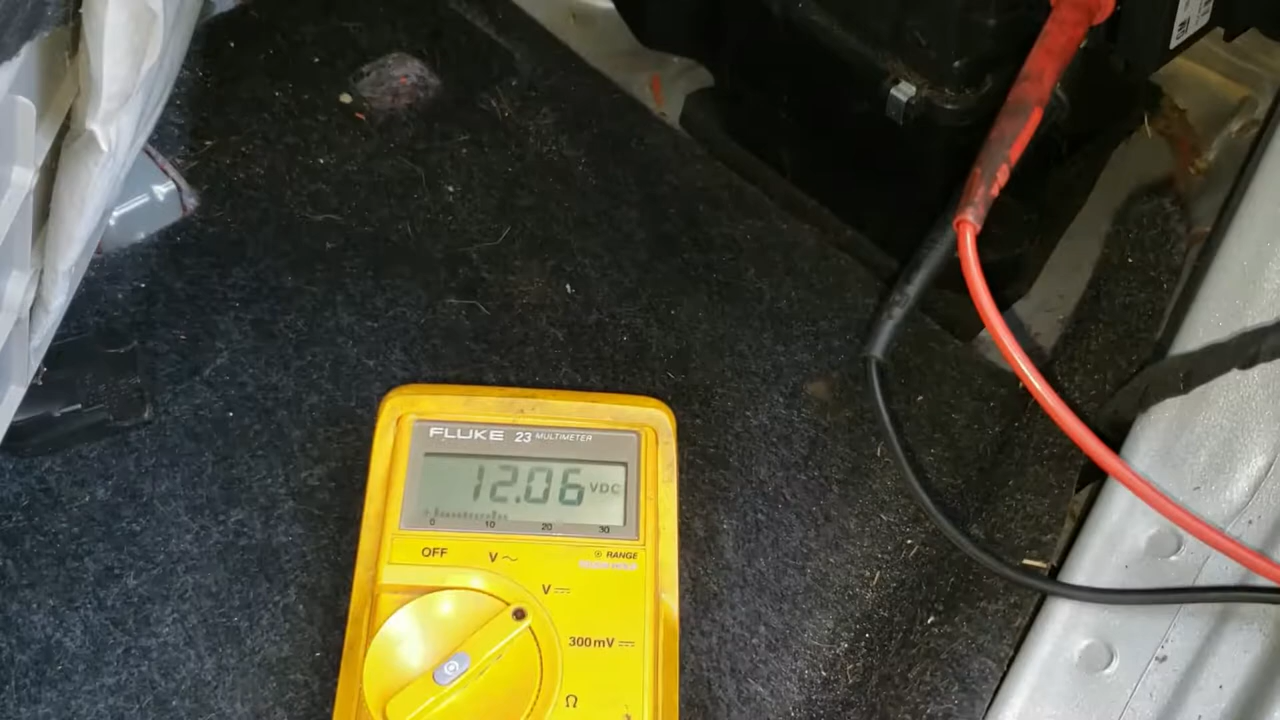 FLUKE 23 MULTIMETER
12.06 VDC
0 10 20 30
OFF V~ RANGE
V
300mV
Ω